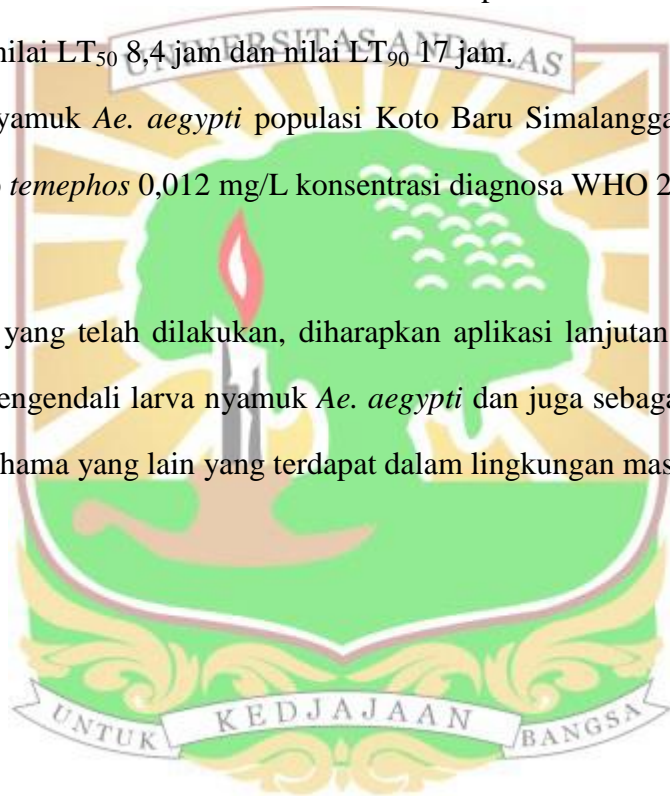 UNIVERSITAS ANDALAS
nilai LT50 8,4 jam dan nilai LT90 17 jam.
yamuk Ae. aegypti populasi Koto Baru Simalangga
temephos 0,012 mg/L konsentrasi diagnosa WHO 2
yang telah dilakukan, diharapkan aplikasi lanjutan
engendali larva nyamuk Ae. aegypti dan juga sebaga
hama yang lain yang terdapat dalam lingkungan mas
UNTUK KEDJAJAAN BANGSA